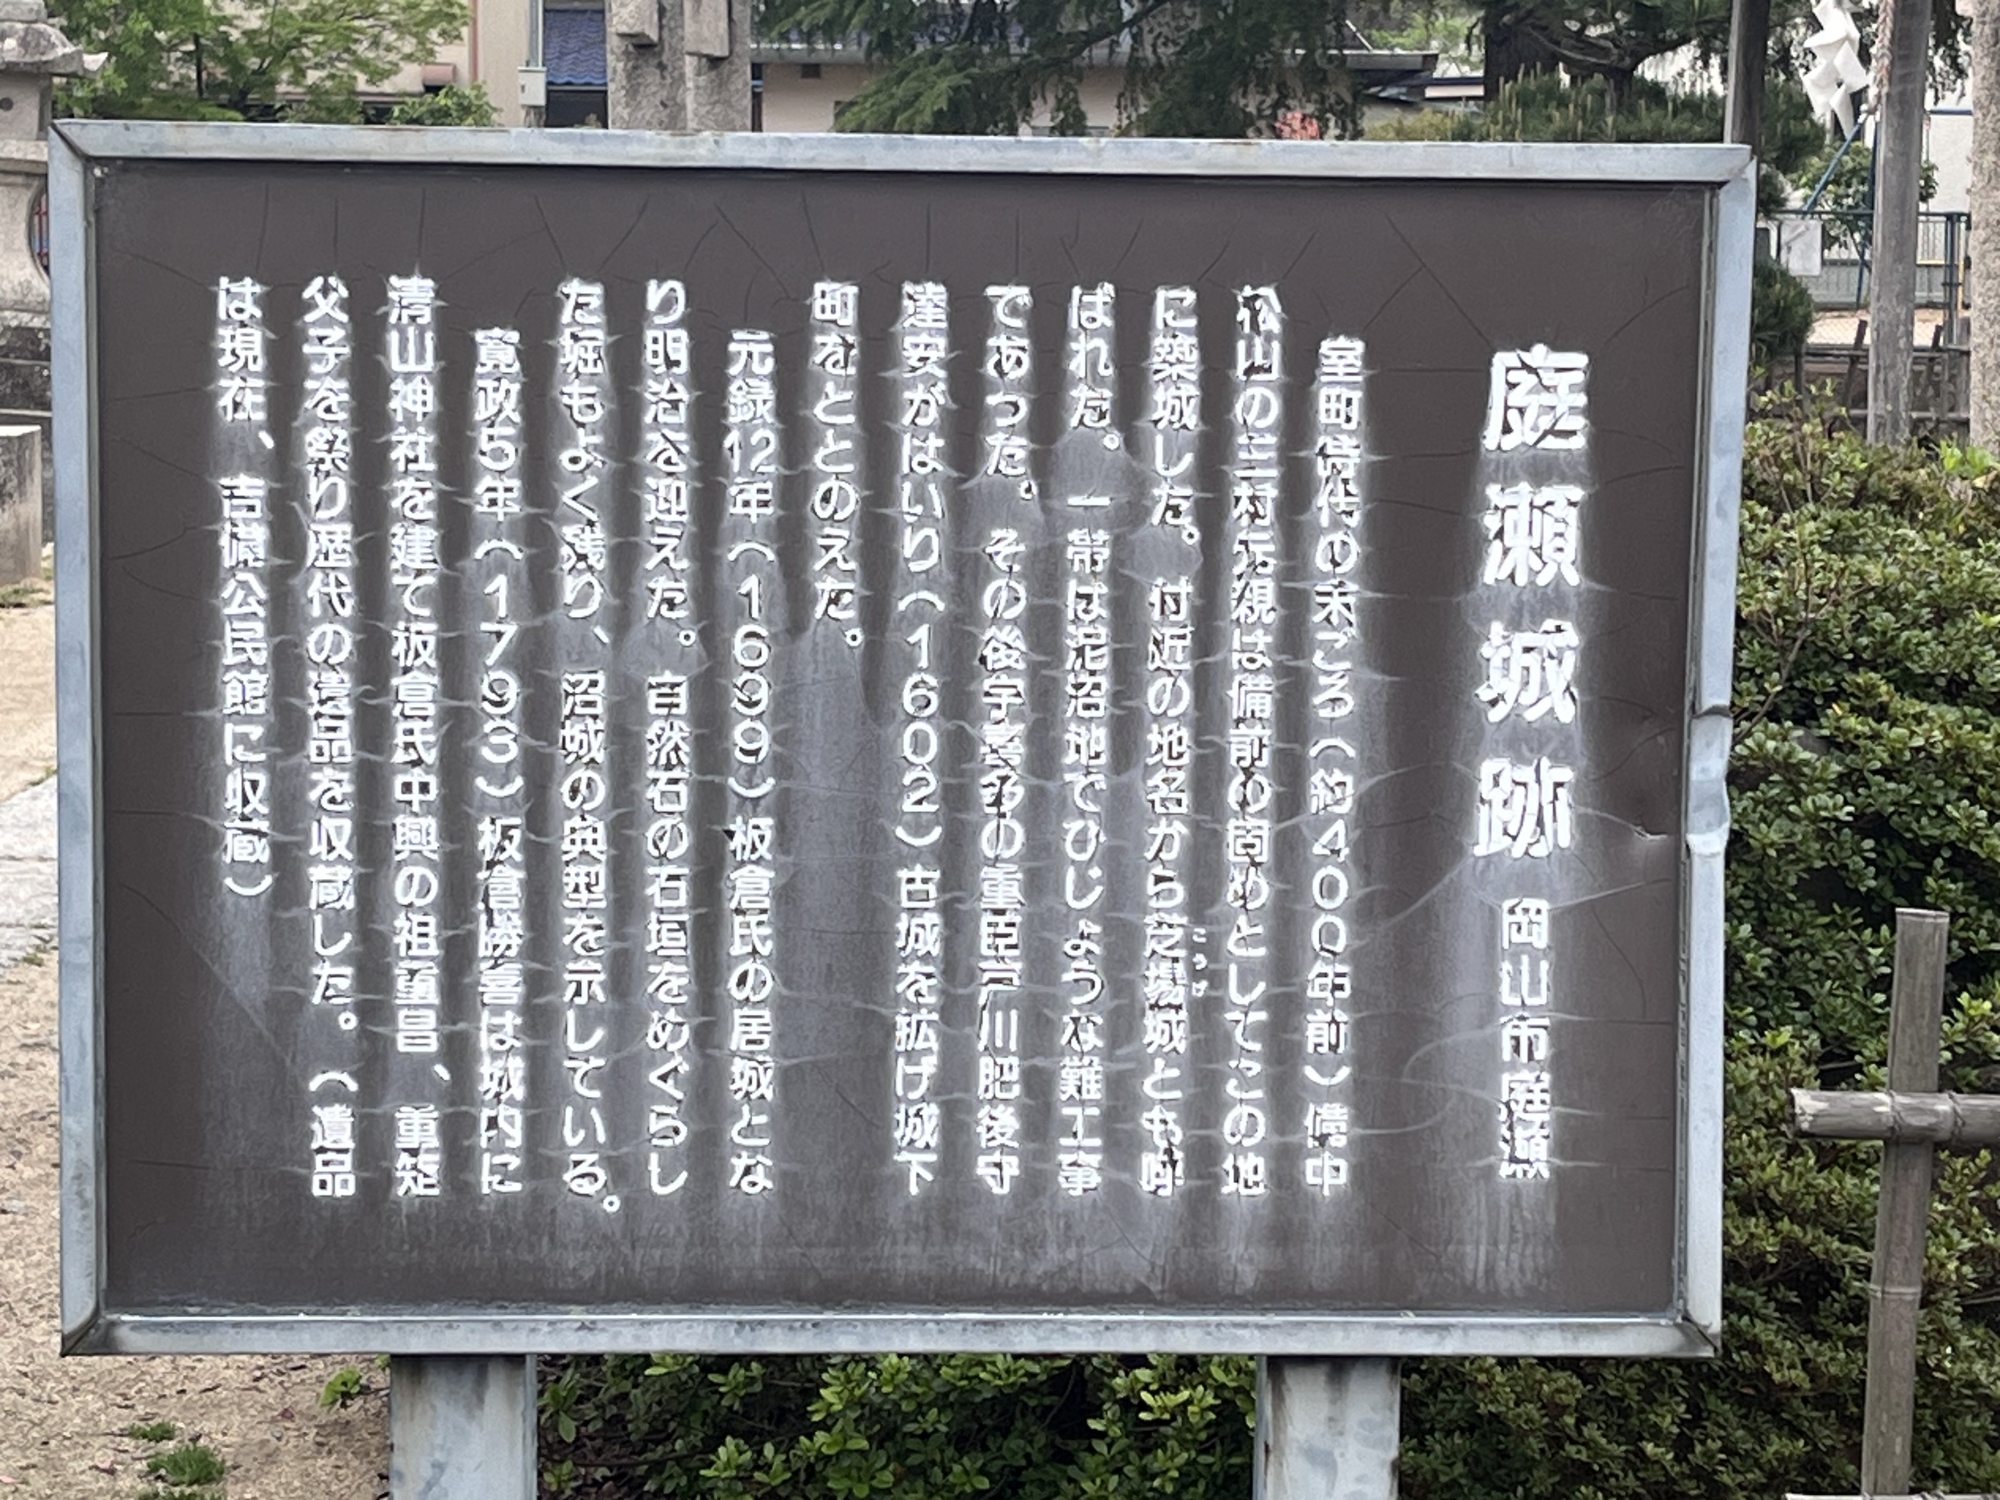 庭瀬城跡 岡山市庭瀬
室町時代の末ごろ（約400年前）備中
松山の三村元親は備前の固めとしてこの地
に築城した。付近の地名から芝場城とも呼
こうげ
ばれた。一帯は泥沼地でひじような難工事
であった。その後宇喜多の重臣戸川肥後守
逵安がはいり（1602）古城を拡げ城下
町をととのえた。
元録12年（1699）板倉氏の居城とな
り明治を迎えた。自然石の石垣をめぐらし
た堀もよく残り、沼城の典型を示している。
寛政5年（1793）板倉勝喜は城内に
清山神社を建て板倉氏中興の祖重昌、重矩
父子を祭り歴代の遺品を収蔵した。（遺品
は現在、吉備公民館に収蔵）